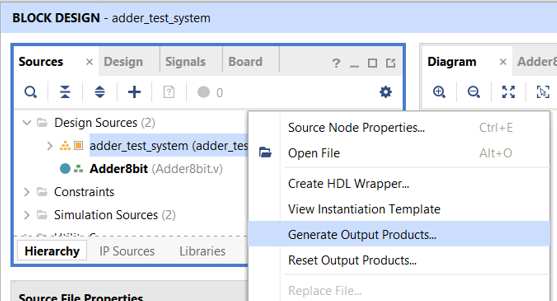 BLOCK DESIGN - adder_test_system
Sources × Design Signals Board ? _ Diagram ×
0
Design Sources (2)
adder_test_system (adder_tes
Adder8bit (Adder8bit.v)
Constraints
Simulation Sources (2)
Hierarchy IP Sources Libraries
Source File Properties
Adder8
Source Node Properties... Ctrl+E
Open File Alt+O
Create HDL Wrapper...
View Instantiation Template
Generate Output Products...
Reset Output Products...
Replace File...